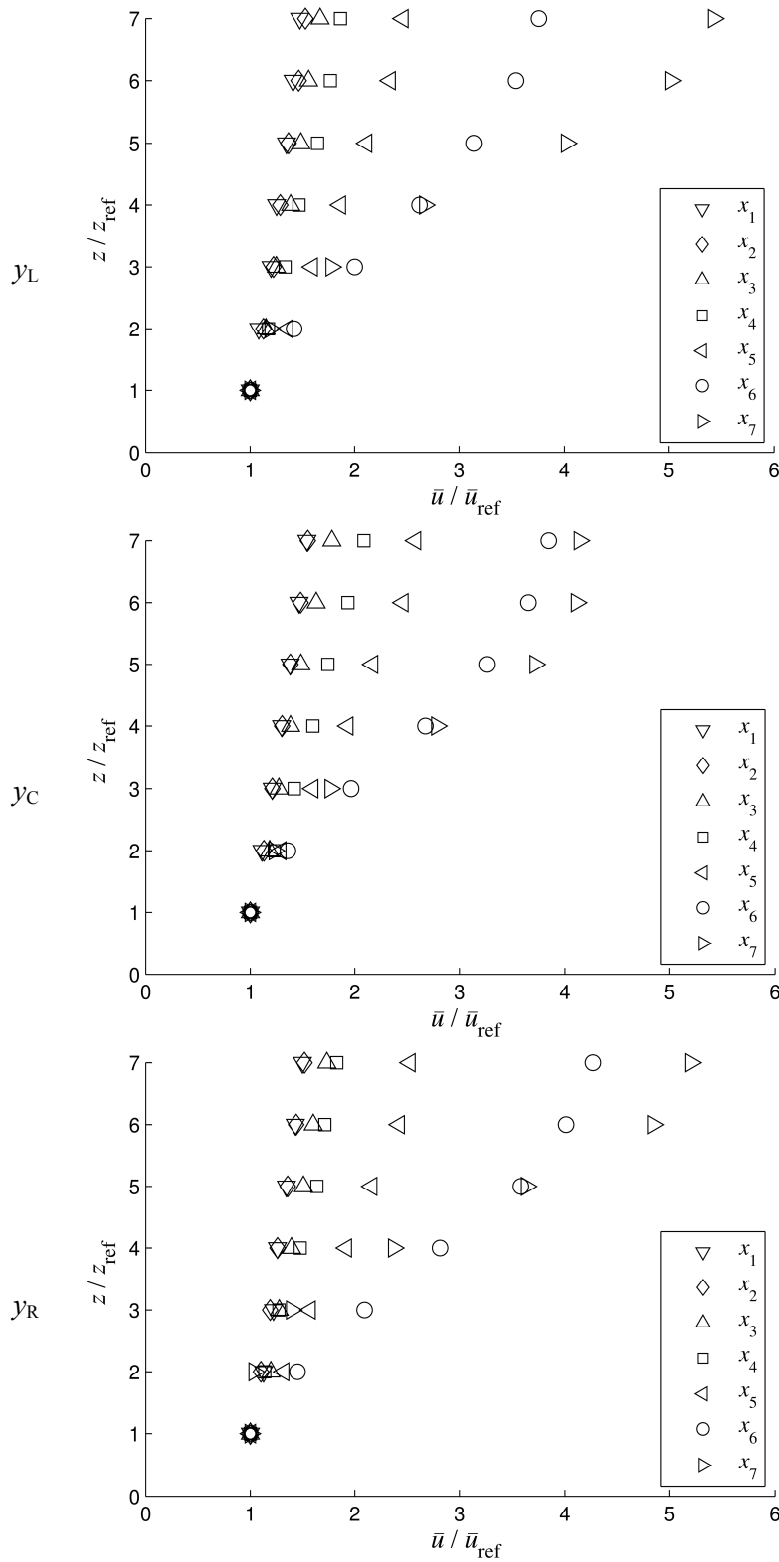 7
6
5
4
3
2
1
0
z / z_ref
y_L
0 1 2 3 4 5 6
ū / ū_ref
x_1
x_2
x_3
x_4
x_5
x_6
x_7
7
6
5
4
3
2
1
0
z / z_ref
y_C
0 1 2 3 4 5 6
ū / ū_ref
x_1
x_2
x_3
x_4
x_5
x_6
x_7
7
6
5
4
3
2
1
0
z / z_ref
y_R
0 1 2 3 4 5 6
ū / ū_ref
x_1
x_2
x_3
x_4
x_5
x_6
x_7